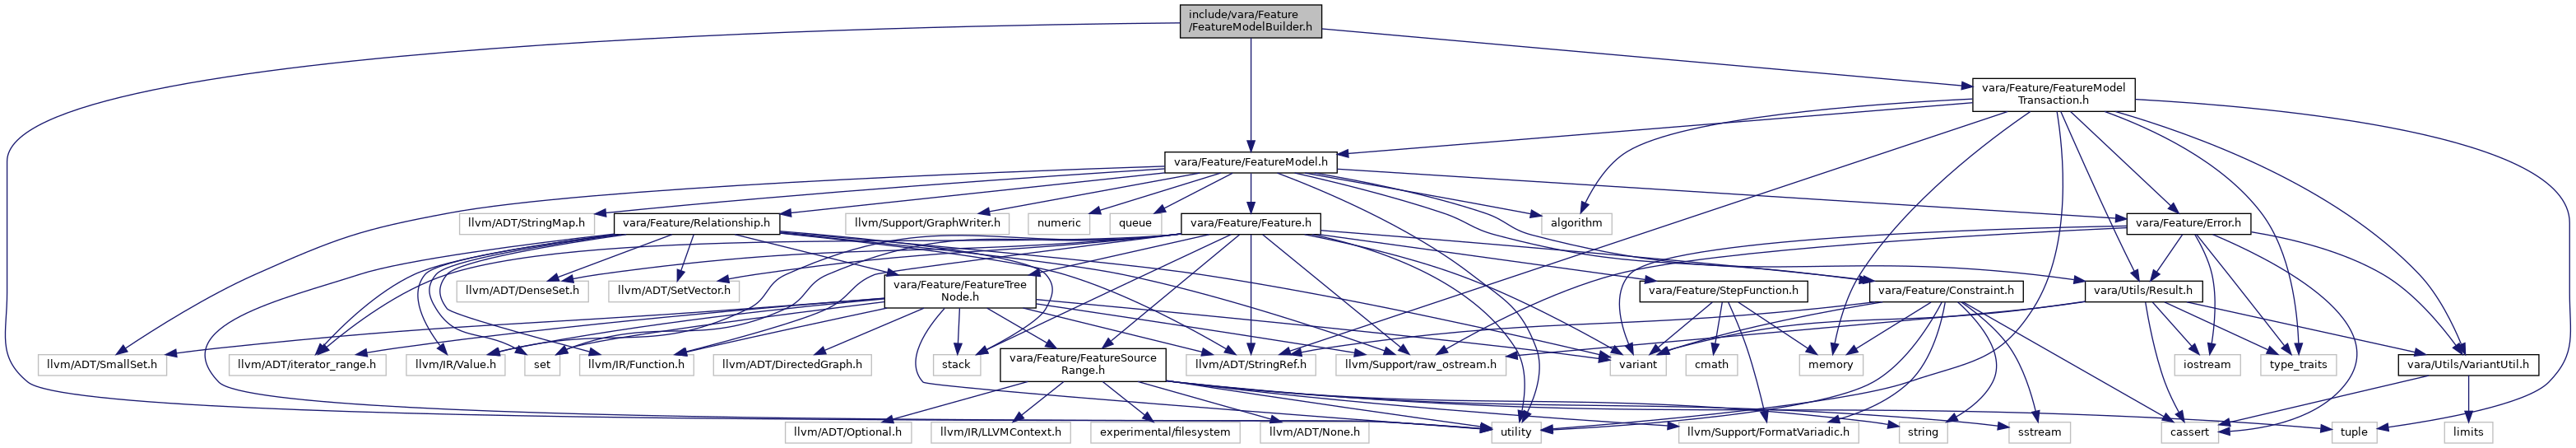 include/vara/Feature
/FeatureModelBuilder.h
vara/Feature/FeatureModel
Transaction.h
vara/Feature/FeatureModel.h
llvm/ADT/StringMap.h
vara/Feature/Relationship.h
llvm/Support/GraphWriter.h
numeric
queue
vara/Feature/Feature.h
algorithm
vara/Feature/Error.h
llvm/ADT/DenseSet.h
llvm/ADT/SetVector.h
vara/Feature/FeatureTree
Node.h
vara/Feature/StepFunction.h
vara/Feature/Constraint.h
vara/Utils/Result.h
llvm/ADT/SmallSet.h
llvm/ADT/iterator_range.h
llvm/IR/Value.h
set
llvm/IR/Function.h
llvm/ADT/DirectedGraph.h
stack
vara/Feature/FeatureSource
Range.h
llvm/ADT/StringRef.h
llvm/Support/raw_ostream.h
variant
cmath
memory
iostream
type_traits
vara/Utils/VariantUtil.h
llvm/ADT/Optional.h
llvm/IR/LLVMContext.h
experimental/filesystem
llvm/ADT/None.h
utility
llvm/Support/FormatVariadic.h
string
sstream
cassert
tuple
limits